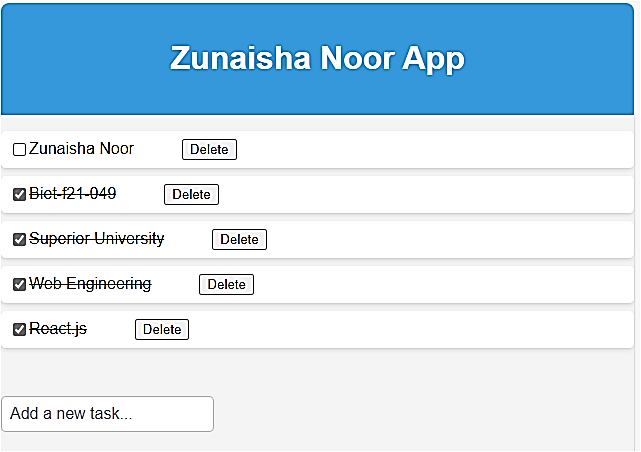 Zunaisha Noor App
Zunaisha Noor Delete
Biet-f21-049 Delete
Superior University Delete
Web Engineering Delete
React.js Delete
Add a new task...